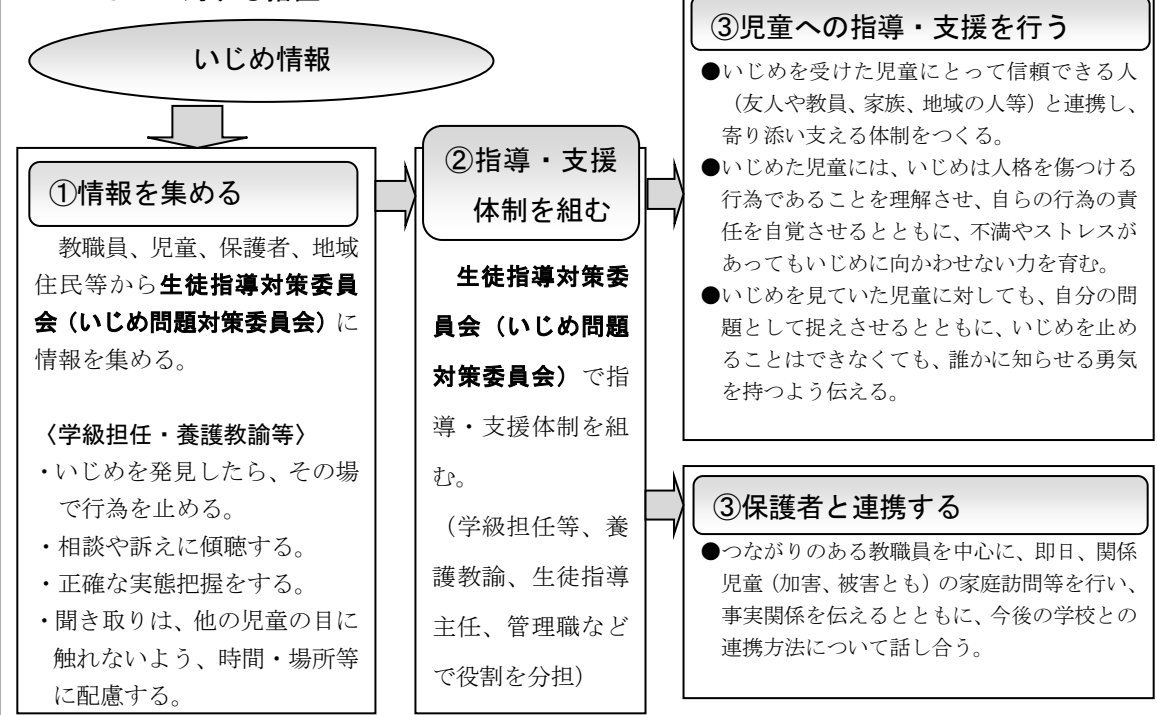 いじめ情報
①情報を集める
教職員、児童、保護者、地域
住民等から生徒指導対策委員
会（いじめ問題対策委員会）に
情報を集める。
〈学級担任・養護教諭等〉
・いじめを発見したら、その場
で行為を止める。
・相談や訴えに傾聴する。
・正確な実態把握をする。
・聞き取りは、他の児童の目に
触れないよう、時間・場所等
に配慮する。
②指導・支援
体制を組む
生徒指導対策委
員会（いじめ問題
対策委員会）で指
導・支援体制を組
む。
（学級担任等、養
護教諭、生徒指導
主任、管理職など
で役割を分担）
③児童への指導・支援を行う
●いじめを受けた児童にとって信頼できる人
（友人や教員、家族、地域の人等）と連携し、
寄り添い支える体制をつくる。
●いじめた児童には、いじめは人格を傷つける
行為であることを理解させ、自らの行為の責
任を自覚させるとともに、不満やストレスが
あってもいじめに向かわせない力を育む。
●いじめを見ていた児童に対しても、自分の問
題として捉えさせるとともに、いじめを止め
ることはできなくても、誰かに知らせる勇気
を持つよう伝える。
③保護者と連携する
●つながりのある教職員を中心に、即日、関係
児童（加害、被害とも）の家庭訪問等を行い、
事実関係を伝えるとともに、今後の学校との
連携方法について話し合う。